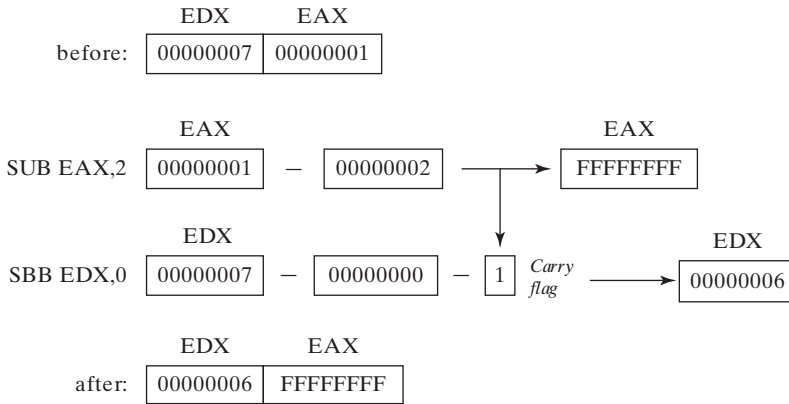 EDX EAX
before: 00000007 00000001
EAX EAX
SUB EAX,2 00000001 – 00000002 FFFFFFFF
EDX EDX
SBB EDX,0 00000007 – 00000000 – 1 Carry flag 00000006
EDX EAX
after: 00000006 FFFFFFFF